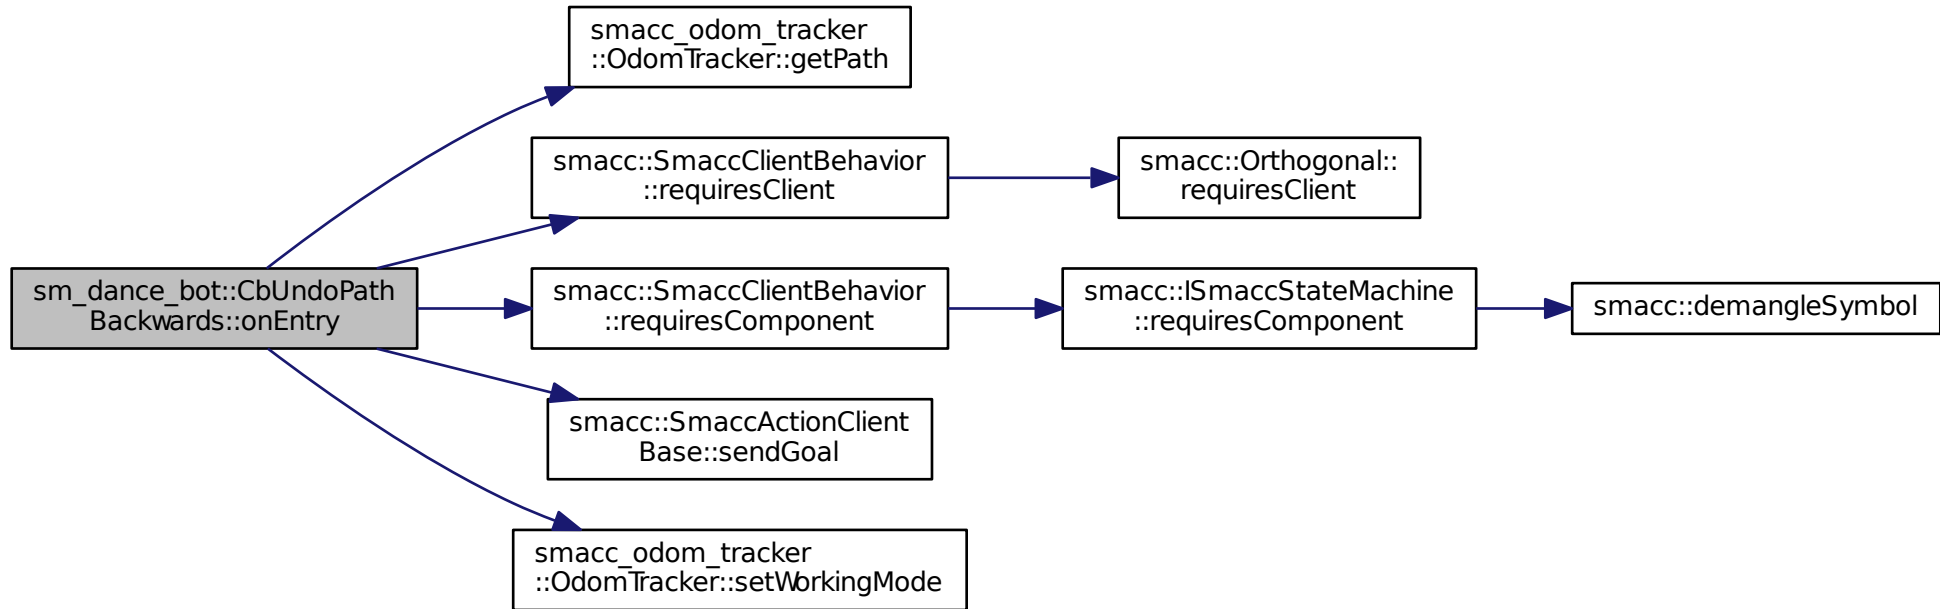 smacc_odom_tracker
::OdomTracker::getPath
smacc::SmaccClientBehavior
::requiresClient
smacc::Orthogonal::
requiresClient
sm_dance_bot::CbUndoPath
Backwards::onEntry
smacc::SmaccClientBehavior
::requiresComponent
smacc::ISmaccStateMachine
::requiresComponent
smacc::demangleSymbol
smacc::SmaccActionClient
Base::sendGoal
smacc_odom_tracker
::OdomTracker::setWorkingMode